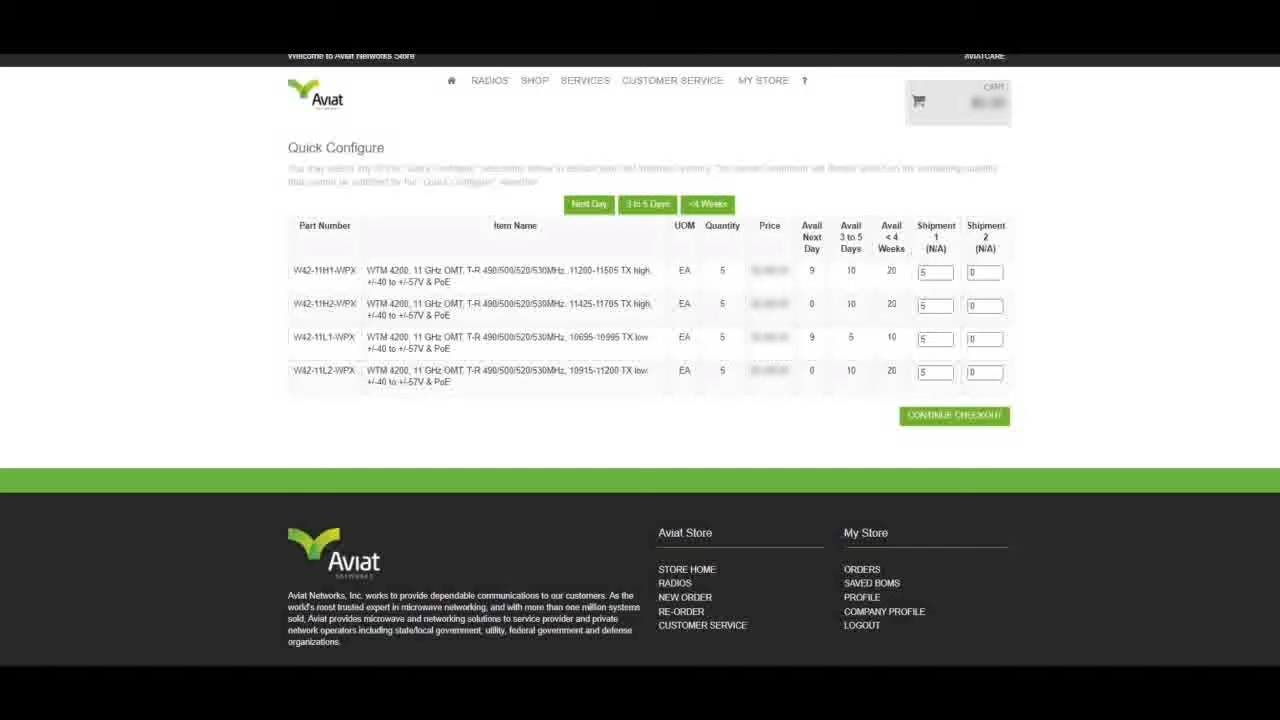 Welcome to Aviat Networks Store
AVIATCARE
Aviat
RADIOS SHOP SERVICES CUSTOMER SERVICE MY STORE ?
CART
Quick Configure
Next Day 3 to 5 Days <4 Weeks
Part Number Item Name UOM Quantity Price Avail Next Day Avail 3 to 5 Days Avail < 4 Weeks Shipment 1 (N/A) Shipment 2 (N/A)
W42-11H1-WPX WTM 4200, 11 GHz OMT, T-R 490/500/520/530MHz, 11200-11505 TX high, EA 5 9 10 20 5 0
+/-40 to +/-57V & PoE
W42-11H2-WPX WTM 4200, 11 GHz OMT, T-R 490/500/520/530MHz, 11425-11705 TX high, EA 5 0 10 20 5 0
+/-40 to +/-57V & PoE
W42-11L1-WPX WTM 4200, 11 GHz OMT, T-R 490/500/520/530MHz, 10695-10995 TX low, EA 5 9 5 10 5 0
+/-40 to +/-57V & PoE
W42-11L2-WPX WTM 4200, 11 GHz OMT, T-R 490/500/520/530MHz, 10915-11200 TX low, EA 5 0 10 20 5 0
+/-40 to +/-57V & PoE
CONTINUE CHECKOUT
Aviat
NETWORKS
Aviat Networks, Inc. works to provide dependable communications to our customers. As the
world's most trusted expert in microwave networking, and with more than one million systems
sold, Aviat provides microwave and networking solutions to service provider and private
network operators including state/local government, utility, federal government and defense
organizations.
Aviat Store
STORE HOME
RADIOS
NEW ORDER
RE-ORDER
CUSTOMER SERVICE
My Store
ORDERS
SAVED BOMS
PROFILE
COMPANY PROFILE
LOGOUT